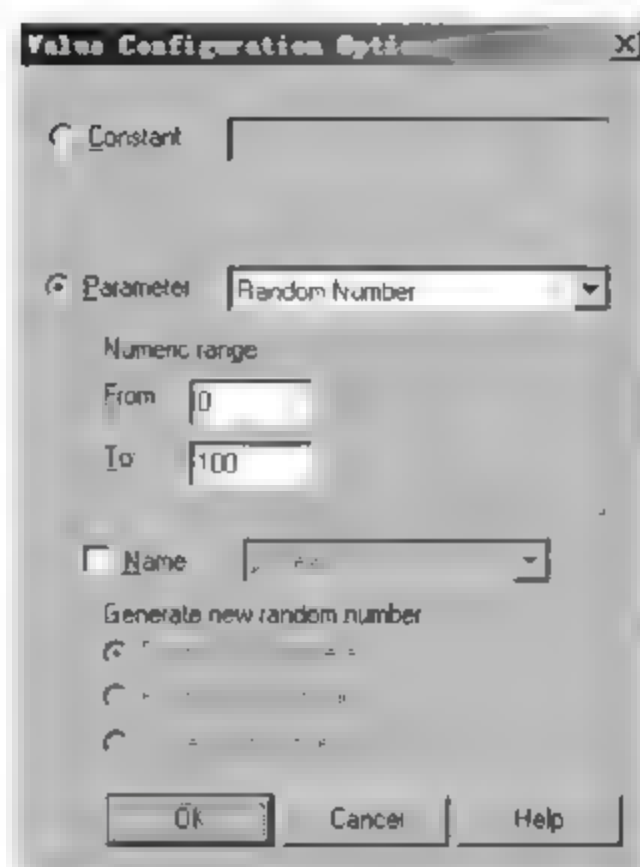 Value Configuration Optio
Constant
Parameter Random Number
Numeric range
From 0
To 100
Name
Generate new random number
OK Cancel Help